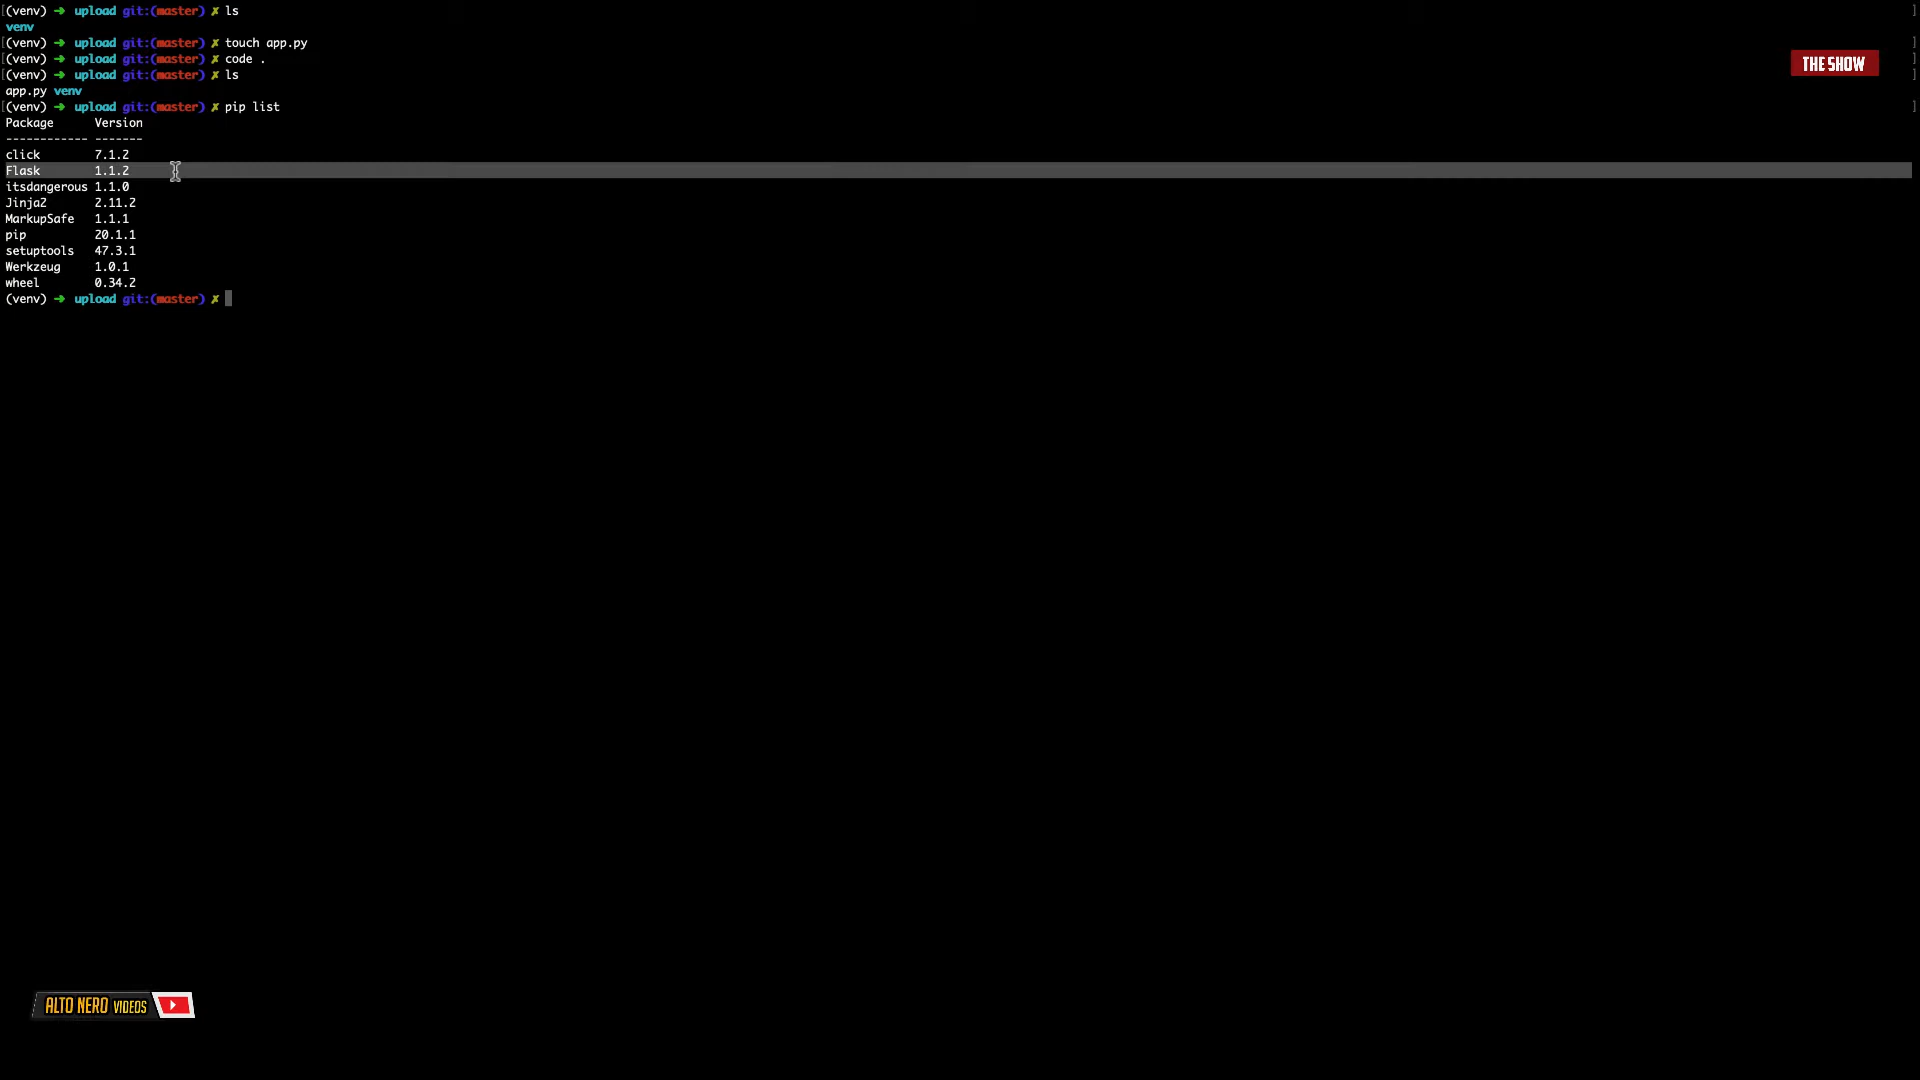 (venv) ➜ upload git:(master) ✗ ls
venv
(venv) ➜ upload git:(master) ✗ touch app.py
(venv) ➜ upload git:(master) ✗ code .
(venv) ➜ upload git:(master) ✗ ls
app.py venv
(venv) ➜ upload git:(master) ✗ pip list
Package Version
------------ -------
click 7.1.2
Flask 1.1.2
itsdangerous 1.1.0
Jinja2 2.11.2
MarkupSafe 1.1.1
pip 20.1.1
setuptools 47.3.1
Werkzeug 1.0.1
wheel 0.34.2
(venv) ➜ upload git:(master) ✗
THE SHOW
ALTO NERO VIDEOS